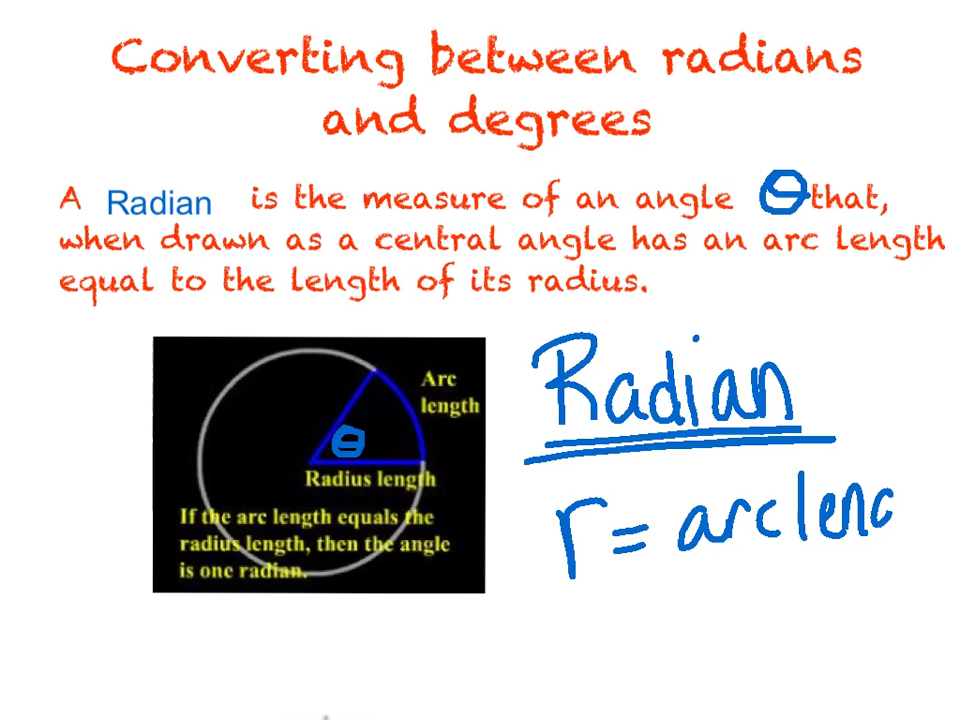 Converting between radians
and degrees
A Radian is the measure of an angle θ that,
when drawn as a central angle has an arc length
equal to the length of its radius.
Arc
length
θ
Radius length
If the arc length equals the
radius length, then the angle
is one radian.
Radian
r = arc leng